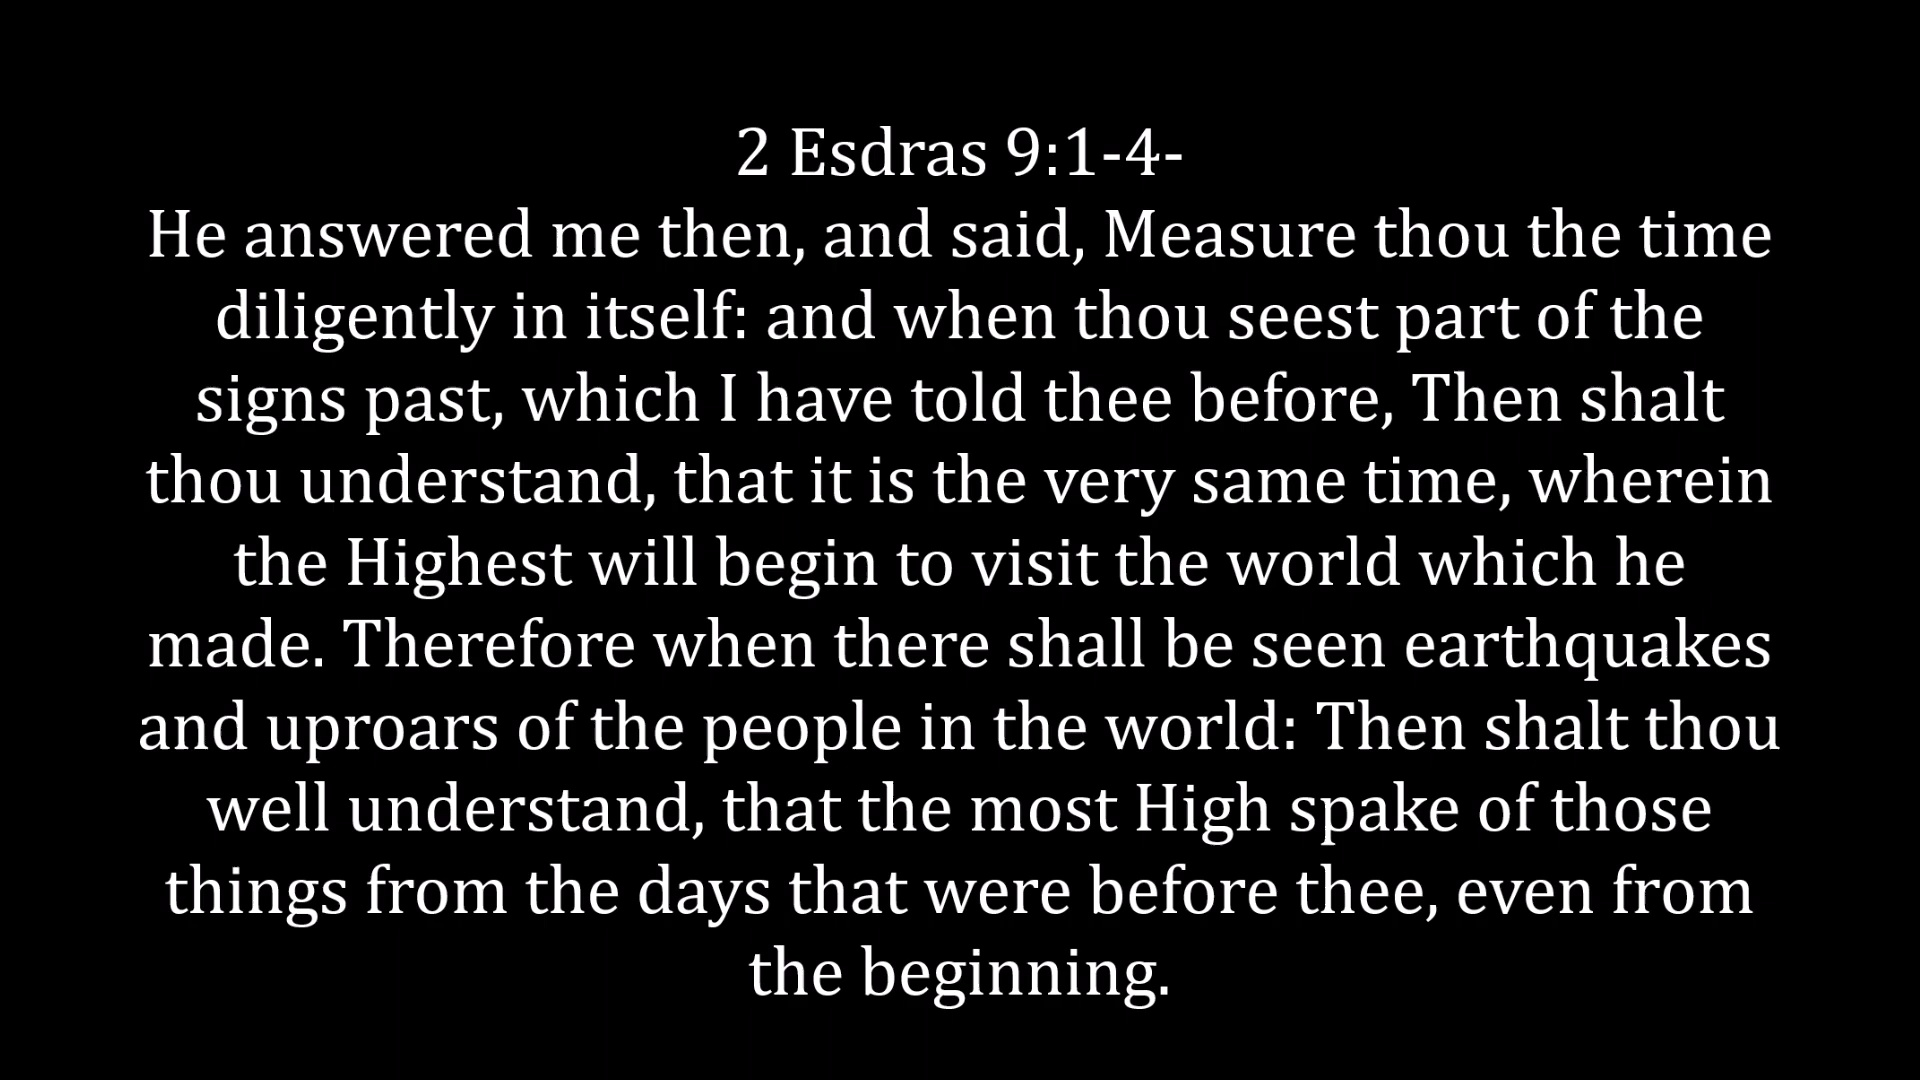 2 Esdras 9:1-4-
He answered me then, and said, Measure thou the time
diligently in itself: and when thou seest part of the
signs past, which I have told thee before, Then shalt
thou understand, that it is the very same time, wherein
the Highest will begin to visit the world which he
made. Therefore when there shall be seen earthquakes
and uproars of the people in the world: Then shalt thou
well understand, that the most High spake of those
things from the days that were before thee, even from
the beginning.